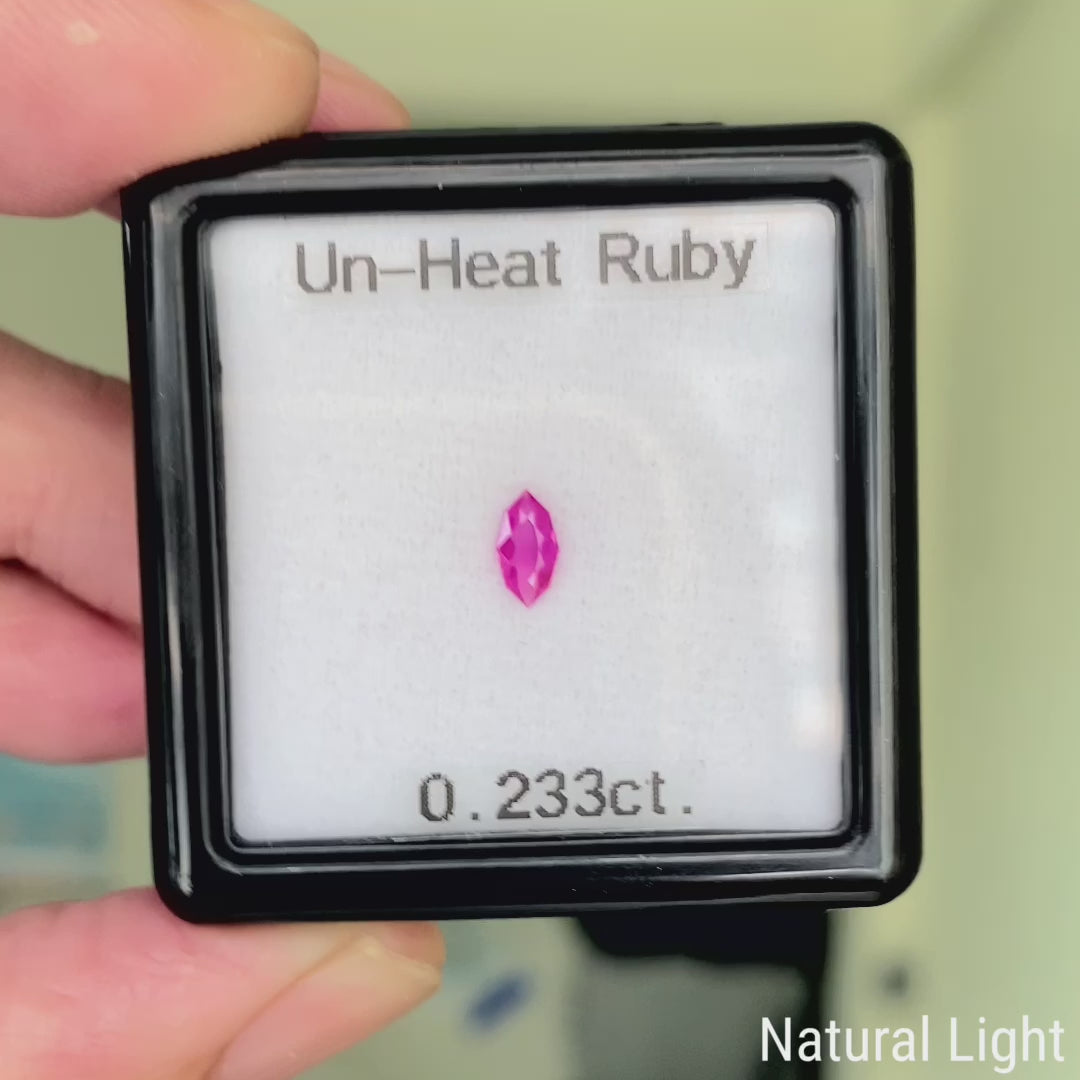 Un-Heat Ruby
0.233ct.
Natural Light